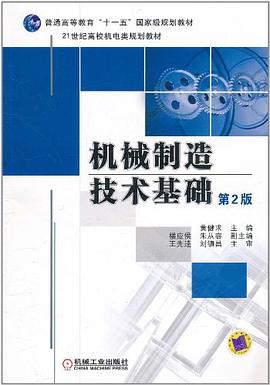 普通高等教育“十一五”国家级规划教材
21世纪高校机电类规划教材
机械制造
技术基础 第2版
黄健求 主编
楼应侯 朱从容 副主编
王先逵 刘镇昌 主审
机械工业出版社
CHINA MACHINE PRESS